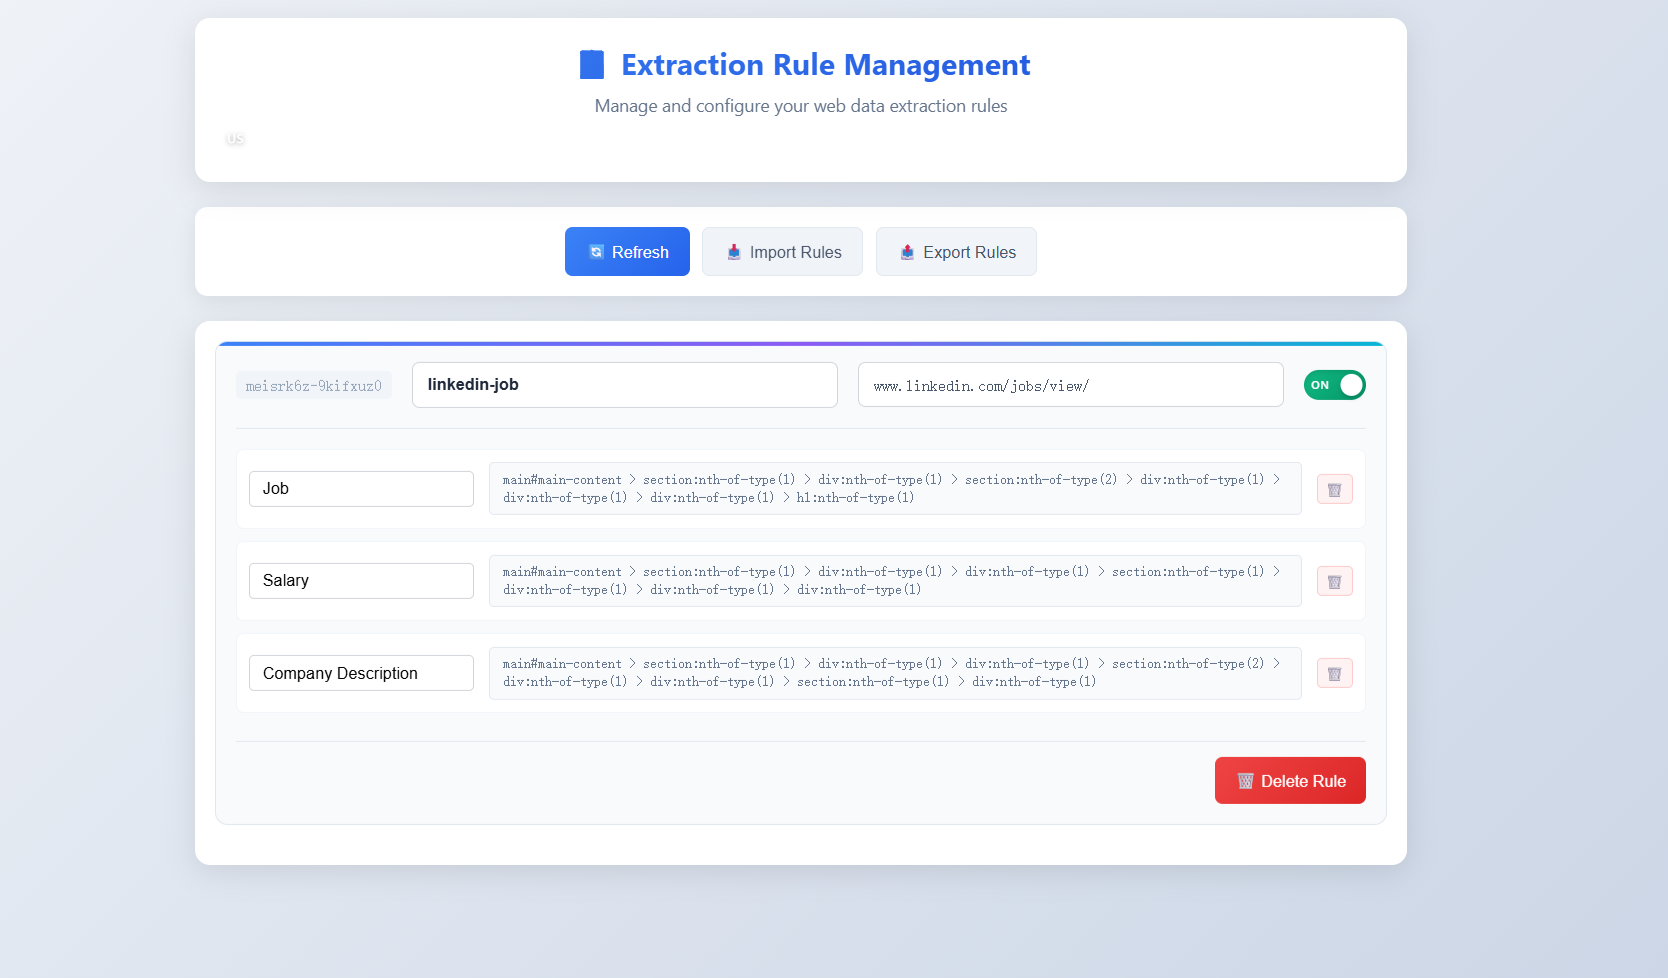 Extraction Rule Management
Manage and configure your web data extraction rules
US
Refresh
Import Rules
Export Rules
meisrk6z-9kifxuz0
linkedin-job
www.linkedin.com/jobs/view/
ON
Job
main#main-content > section:nth-of-type(1) > div:nth-of-type(1) > section:nth-of-type(2) > div:nth-of-type(1) >
div:nth-of-type(1) > div:nth-of-type(1) > h1:nth-of-type(1)
Salary
main#main-content > section:nth-of-type(1) > div:nth-of-type(1) > div:nth-of-type(1) > section:nth-of-type(1) >
div:nth-of-type(1) > div:nth-of-type(1) > div:nth-of-type(1)
Company Description
main#main-content > section:nth-of-type(1) > div:nth-of-type(1) > div:nth-of-type(1) > section:nth-of-type(2) >
div:nth-of-type(1) > div:nth-of-type(1) > section:nth-of-type(1) > div:nth-of-type(1)
Delete Rule